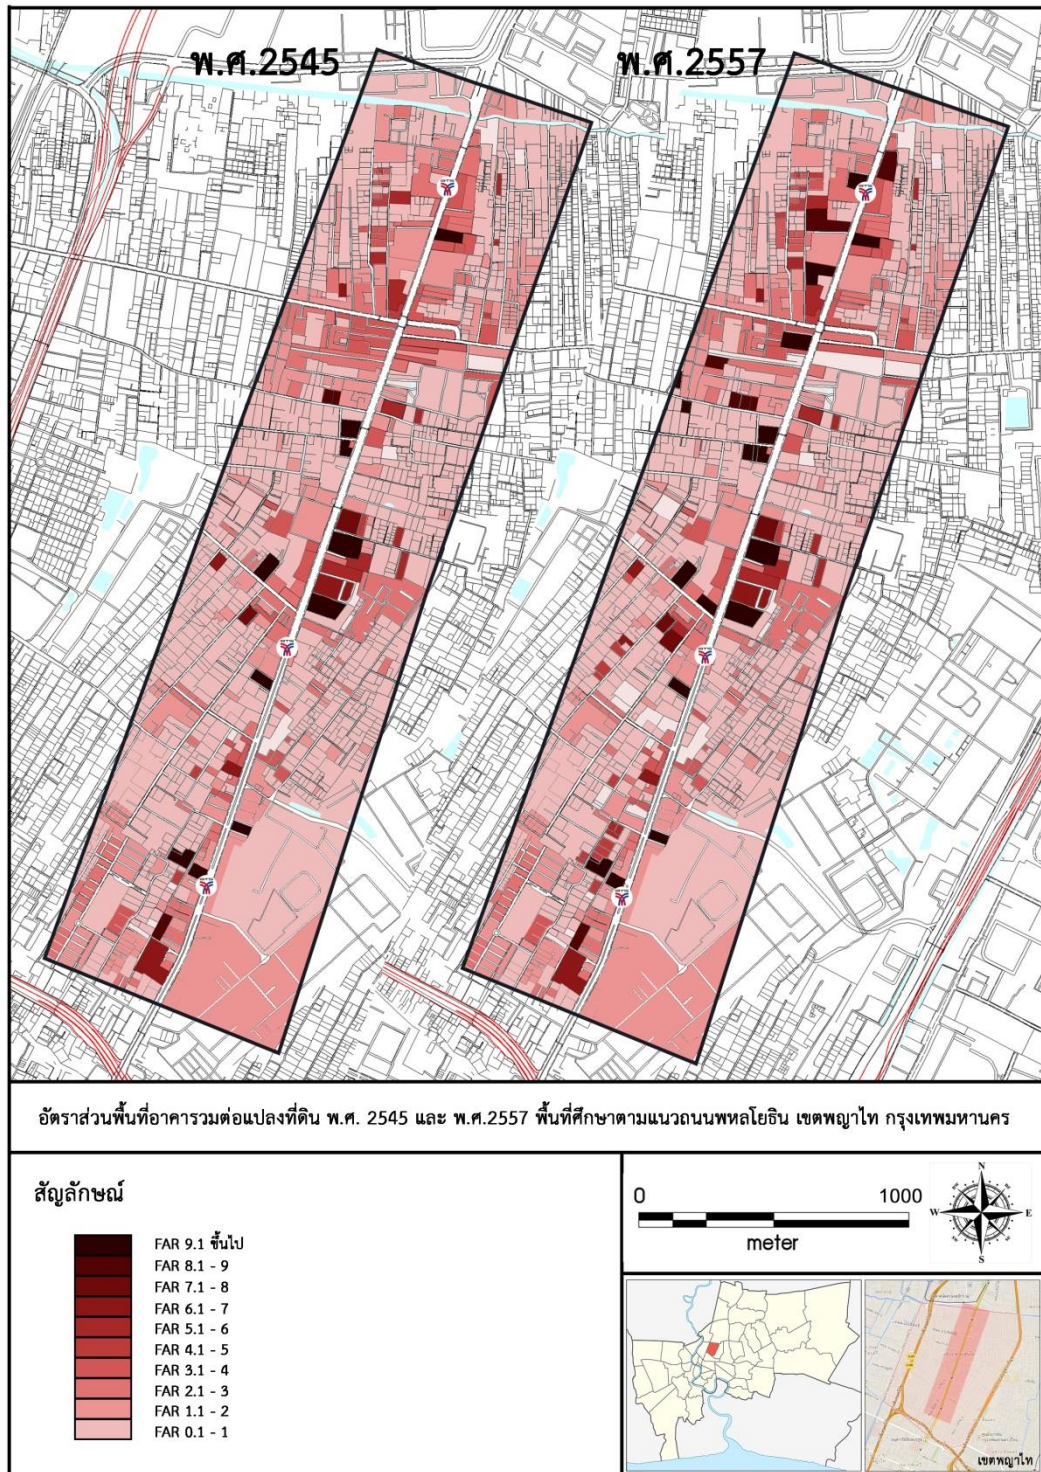 พ.ศ.2545
พ.ศ.2557
อัตราส่วนพื้นที่อาคารรวมต่อแปลงที่ดิน พ.ศ. 2545 และ พ.ศ.2557 พื้นที่ศึกษาตามแนวถนนพหลโยธิน เขตพญาไท กรุงเทพมหานคร
สัญลักษณ์
FAR 9.1 ขึ้นไป
FAR 8.1 - 9
FAR 7.1 - 8
FAR 6.1 - 7
FAR 5.1 - 6
FAR 4.1 - 5
FAR 3.1 - 4
FAR 2.1 - 3
FAR 1.1 - 2
FAR 0.1 - 1
0 1000
meter
N
W E
S
เขตพญาไท